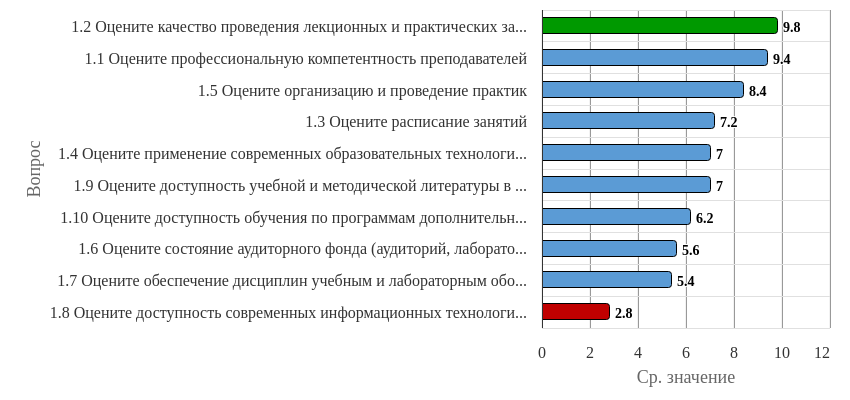 1.2 Оцените качество проведения лекционных и практических за... 9.8
1.1 Оцените профессиональную компетентность преподавателей 9.4
1.5 Оцените организацию и проведение практик 8.4
1.3 Оцените расписание занятий 7.2
1.4 Оцените применение современных образовательных технологи... 7
1.9 Оцените доступность учебной и методической литературы в ... 7
1.10 Оцените доступность обучения по программам дополнительн... 6.2
1.6 Оцените состояние аудиторного фонда (аудиторий, лаборато... 5.6
1.7 Оцените обеспечение дисциплин учебным и лабораторным обо... 5.4
1.8 Оцените доступность современных информационных технологи... 2.8
Вопрос
0 2 4 6 8 10 12
Ср. значение